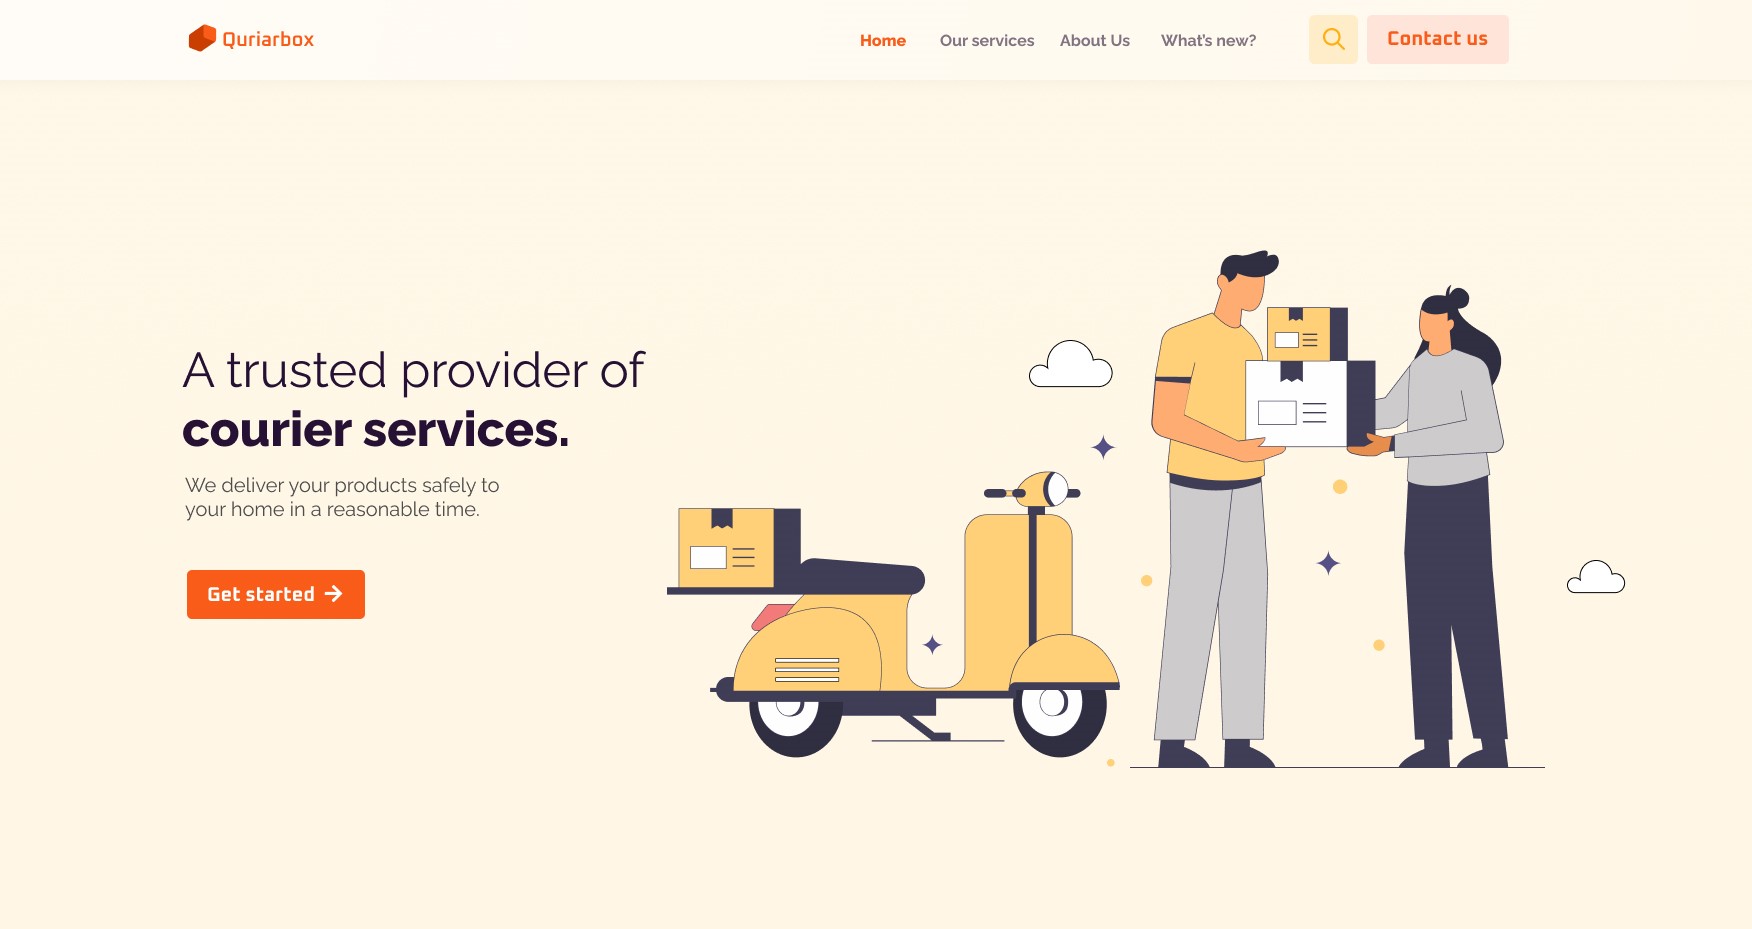 Quriarbox
Home
Our services
About Us
What's new?
Contact us
A trusted provider of
courier services.
We deliver your products safely to
your home in a reasonable time.
Get started